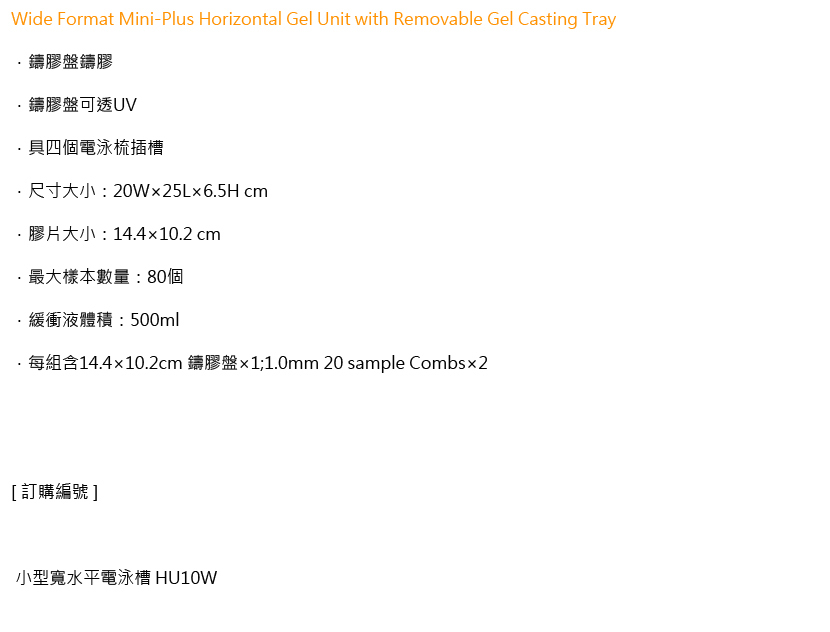 Wide Format Mini-Plus Horizontal Gel Unit with Removable Gel Casting Tray
· 鑄膠盤鑄膠
· 鑄膠盤可透UV
· 具四個電泳梳插槽
· 尺寸大小：20W×25L×6.5H cm
· 膠片大小：14.4×10.2 cm
· 最大樣本數量：80個
· 緩衝液體積：500ml
· 每組含14.4×10.2cm 鑄膠盤×1;1.0mm 20 sample Combs×2
[ 訂購編號 ]
小型寬水平電泳槽 HU10W